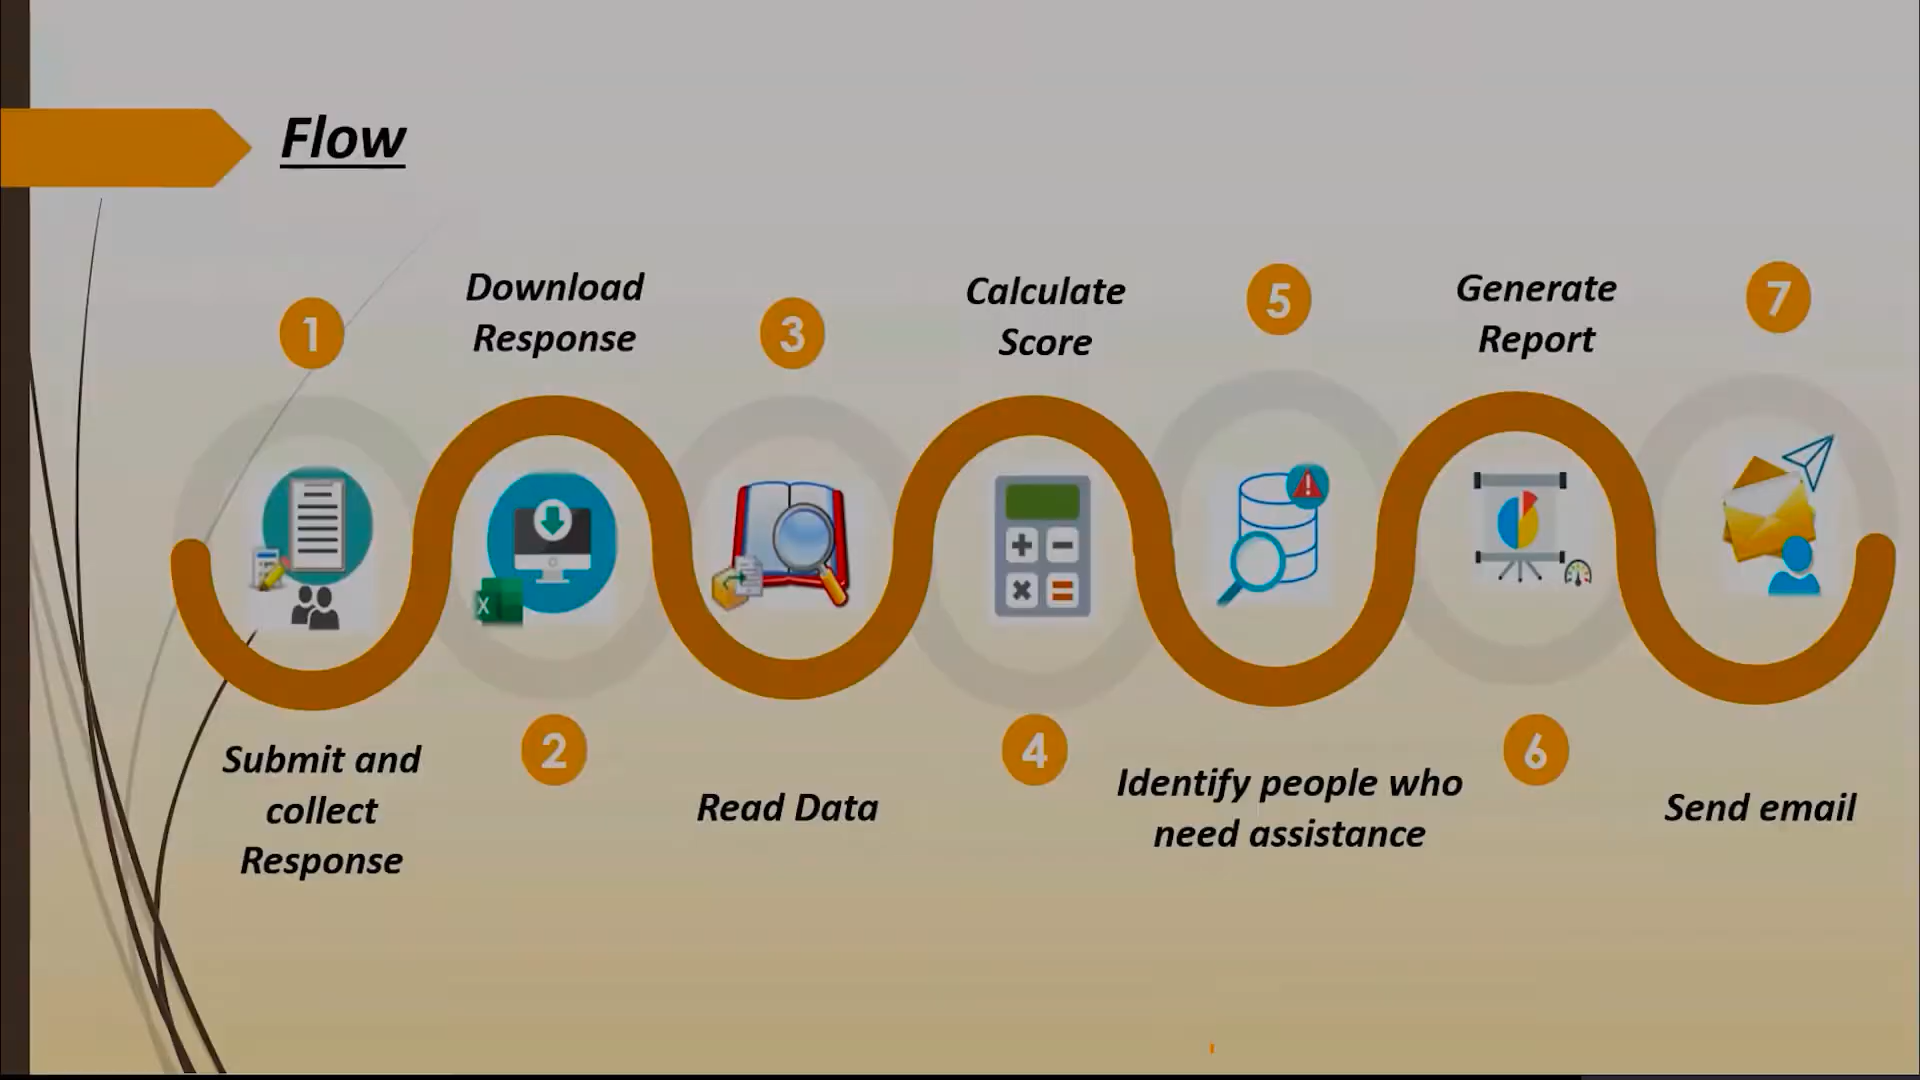 Flow
1
Submit and
collect
Response
Download
Response
2
3
Read Data
Calculate
Score
4
5
Identify people who
need assistance
Generate
Report
6
7
Send email
X